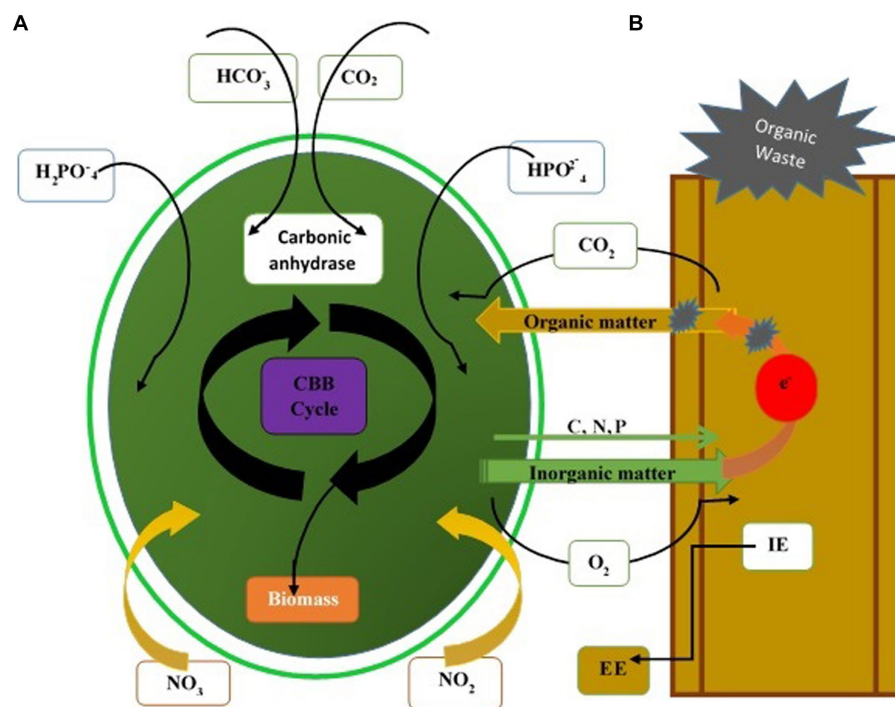 A
B
HCO⁻₃
CO₂
Organic
Waste
H₂PO⁻₄
HPO²⁻₄
Carbonic
anhydrase
CO₂
Organic matter
CBB
Cycle
e⁻
C, N,P
Inorganic matter
O₂
IE
Biomass
EE
NO₃
NO₂